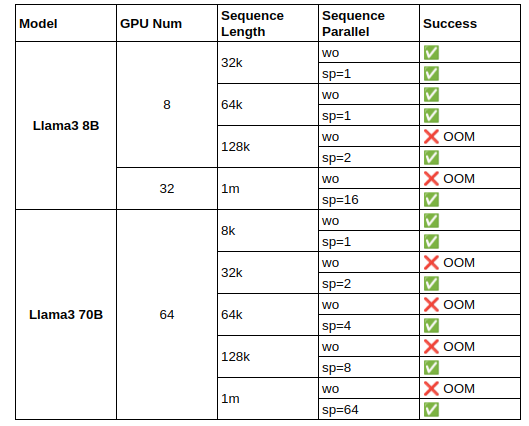 Model GPU Num Sequence Length Sequence Parallel Success
Llama3 8B 8 32k wo ✅
sp=1 ✅
64k wo ✅
sp=1 ✅
128k wo ❌ OOM
sp=2 ✅
32 1m wo ❌ OOM
sp=16 ✅
Llama3 70B 64 8k wo ✅
sp=1 ✅
32k wo ❌ OOM
sp=2 ✅
64k wo ❌ OOM
sp=4 ✅
128k wo ❌ OOM
sp=8 ✅
1m wo ❌ OOM
sp=64 ✅